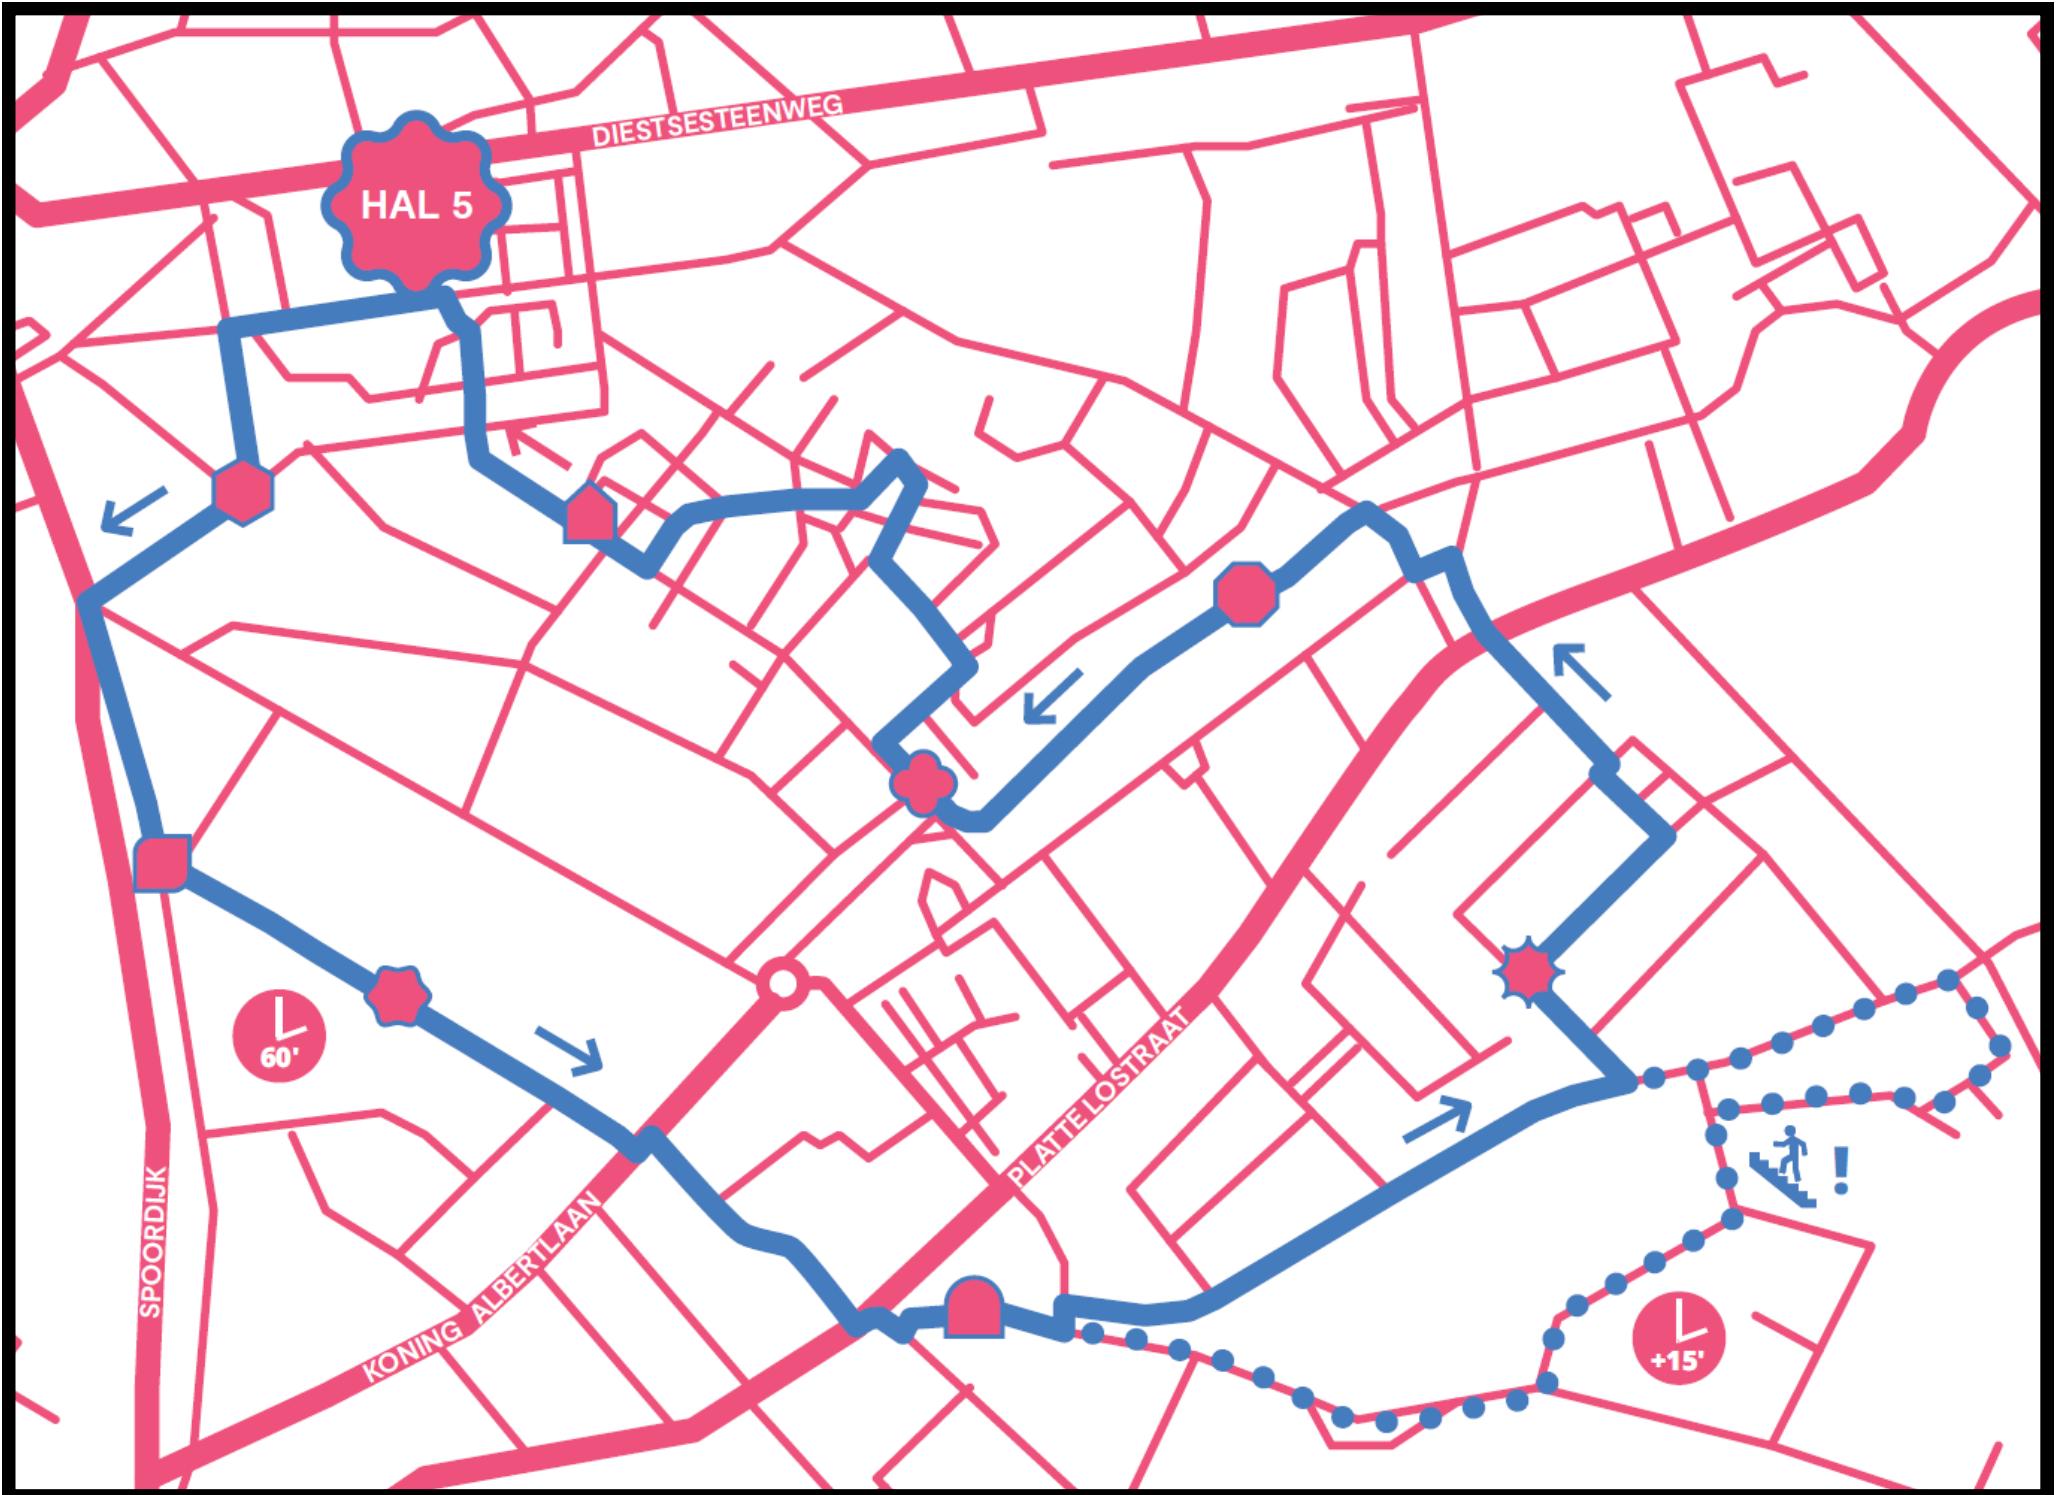 DIESTSESTEENWEG
HAL 5
60'
PLATTE LOSTRAAT
!
SPOORDIJK
KONING ALBERTLAAN
+15'